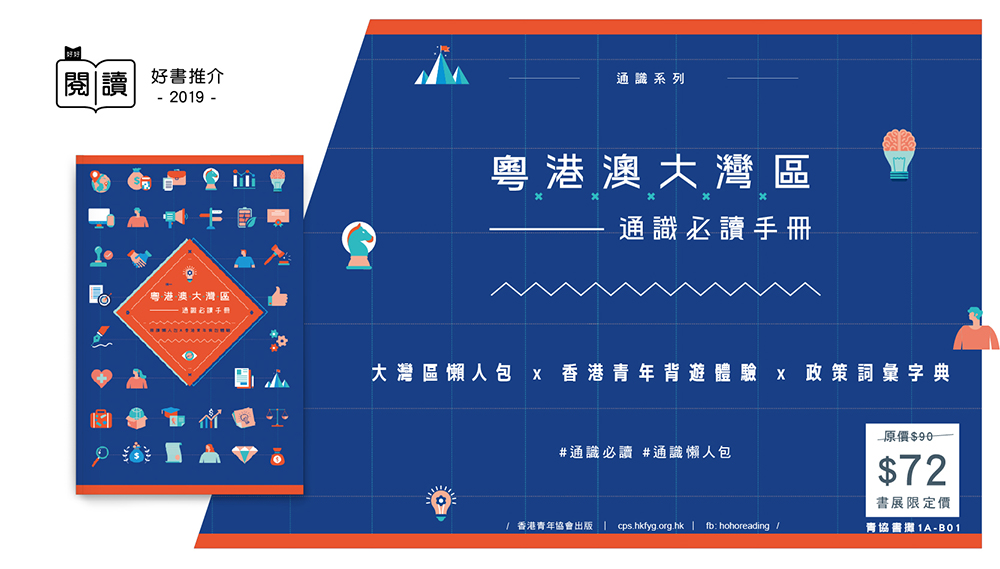 好好
閱讀
好書推介
- 2019 -
粵港澳大灣區
通識必讀手冊
通識系列
粵港澳大灣區
通識必讀手冊
大灣區懶人包 x 香港青年背遊體驗 x 政策詞彙字典
#通識必讀 #通識懶人包
原價$90
$72
書展限定價
青協書攤1A-B01
/ 香港青年協會出版 | cps.hkfyg.org.hk | fb: hohoreading /